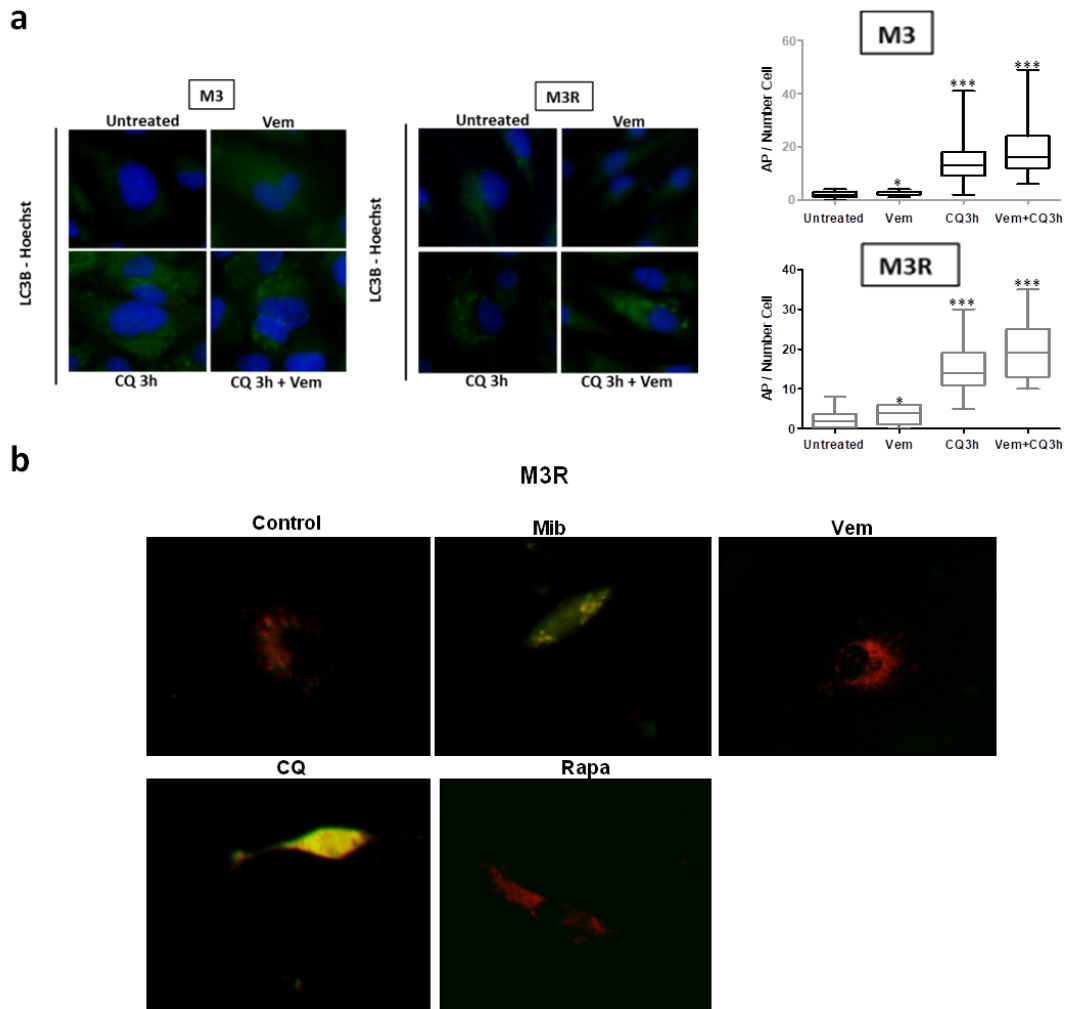 a
M3
Untreated Vem
LC3B - Hoechst
CQ 3h CQ 3h + Vem
M3R
Untreated Vem
LC3B - Hoechst
CQ 3h CQ 3h + Vem
M3
AP / Number Cell
60
40
20
0
*
***
***
Untreated Vem CQ3h Vem+CQ3h
M3R
AP / Number Cell
40
30
20
10
0
*
***
***
Untreated Vem CQ3h Vem+CQ3h
b
M3R
Control Mib Vem
CQ Rapa